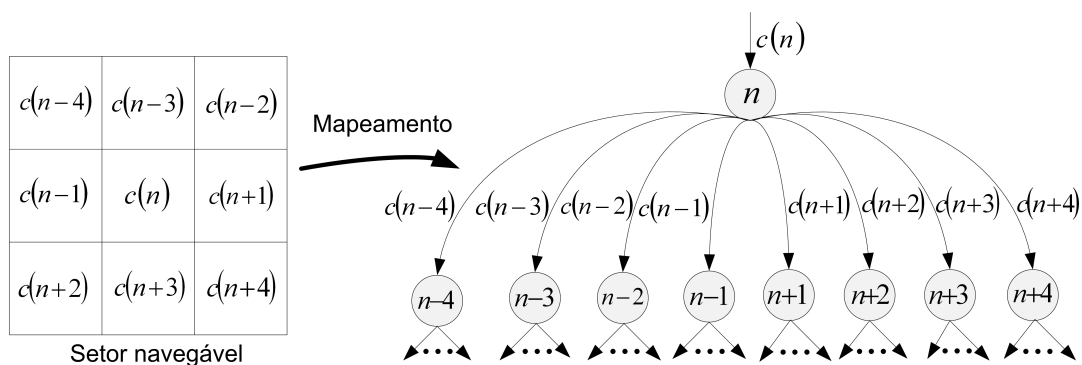 c(n)
n
c(n−4) c(n−3) c(n−2)
Mapeamento
c(n−1) c(n) c(n+1)
c(n−4) c(n−3) c(n−2) c(n−1) c(n+1) c(n+2) c(n+3) c(n+4)
c(n+2) c(n+3) c(n+4)
n−4 n−3 n−2 n−1 n+1 n+2 n+3 n+4
Setor navegável